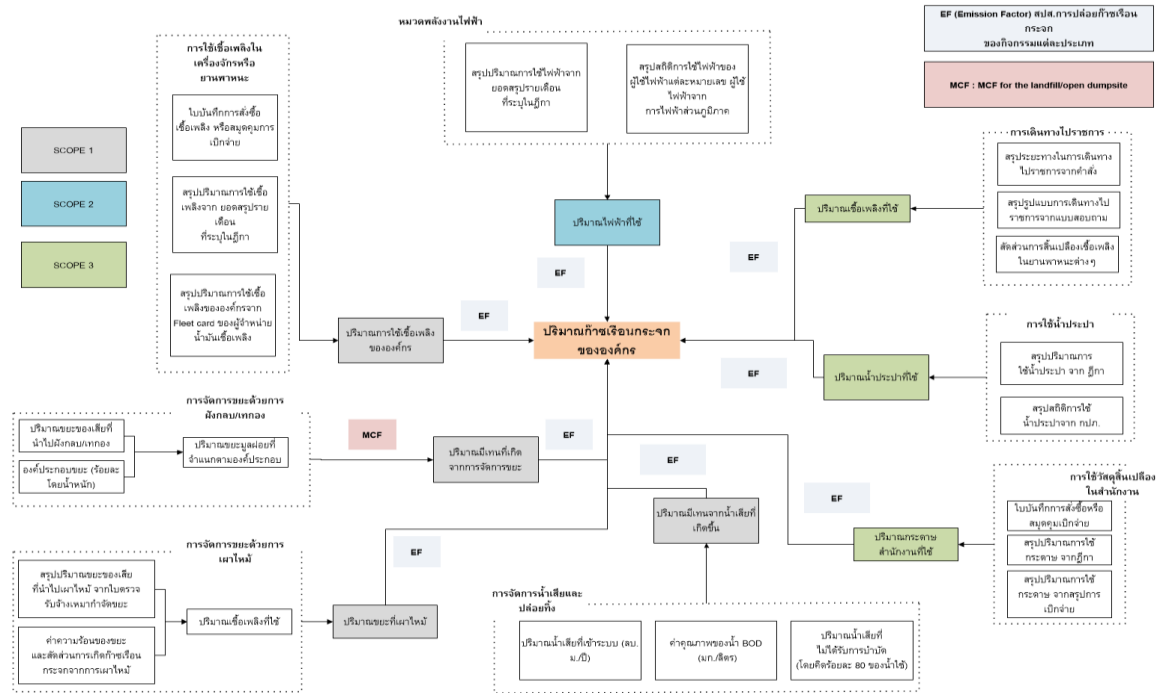 หมวดพลังงานไฟฟ้า
EF (Emission Factor) สปส.การปล่อยก๊าซเรือน
กระจก
ของกิจกรรมแต่ละประเภท
MCF : MCF for the landfill/open dumpsite
SCOPE 1
SCOPE 2
SCOPE 3
การใช้เชื้อเพลิงใน
เครื่องจักรหรือ
ยานพาหนะ
ใบบันทึกการสั่งซื้อ
เชื้อเพลิง หรือสมุดคุมการ
เบิกจ่าย
สรุปปริมาณการใช้เชื้อ
เพลิงจาก ยอดสรุปราย
เดือน
ที่ระบุในฎีกา
สรุปปริมาณการใช้เชื้อ
เพลิงขององค์กรจาก
Fleet card ของผู้จำหน่าย
น้ำมันเชื้อเพลิง
สรุปปริมาณการใช้ไฟฟ้าจาก
ยอดสรุปรายเดือน
ที่ระบุในฎีกา
สรุปสถิติการใช้ไฟฟ้าของ
ผู้ใช้ไฟฟ้าแต่ละหมายเลข ผู้ใช้
ไฟฟ้าจาก
การไฟฟ้าส่วนภูมิภาค
ปริมาณไฟฟ้าที่ใช้
EF
EF
ปริมาณการใช้เชื้อเพลิง
ขององค์กร
ปริมาณก๊าซเรือนกระจก
ขององค์กร
การเดินทางไปราชการ
สรุประยะทางในการเดินทาง
ไปราชการจากคำสั่ง
สรุปรูปแบบการเดินทางไป
ราชการจากแบบสอบถาม
สัดส่วนการสิ้นเปลืองเชื้อเพลิง
ในยานพาหนะต่างๆ
ปริมาณเชื้อเพลิงที่ใช้
EF
EF
การใช้น้ำประปา
สรุปปริมาณการ
ใช้น้ำประปา จาก ฎีกา
สรุปสถิติการใช้
น้ำประปาจาก กปภ.
ปริมาณน้ำประปาที่ใช้
การจัดการขยะด้วยการ
ฝังกลบ/เทกอง
ปริมาณขยะของเสียที่
นำไปฝังกลบ/เทกอง
องค์ประกอบขยะ (ร้อยละ
โดยน้ำหนัก)
ปริมาณขยะมูลฝอยที่
จำแนกตามองค์ประกอบ
MCF
ปริมาณมีเทนที่เกิด
จากการจัดการขยะ
EF
EF
ปริมาณมีเทนจากน้ำเสียที่
เกิดขึ้น
EF
การใช้วัสดุสิ้นเปลือง
ในสำนักงาน
ใบบันทึกการสั่งซื้อหรือ
สมุดคุมเบิกจ่าย
สรุปปริมาณการใช้
กระดาษ จากฎีกา
สรุปปริมาณการใช้
กระดาษ จากสรุปการ
เบิกจ่าย
ปริมาณกระดาษ
สำนักงานที่ใช้
การจัดการขยะด้วยการ
เผาไหม้
สรุปปริมาณขยะของเสีย
ที่นำไปเผาไหม้ จากใบตรวจ
รับจ้างเหมากำจัดขยะ
ค่าความร้อนของขยะ
และสัดส่วนการเกิดก๊าซเรือน
กระจกจากการเผาไหม้
ปริมาณเชื้อเพลิงที่ใช้
ปริมาณขยะที่เผาไหม้
EF
การจัดการน้ำเสียและ
ปล่อยทิ้ง
ปริมาณน้ำเสียที่เข้าระบบ (ลบ.
ม./ปี)
ค่าคุณภาพของน้ำ BOD
(มก./ลิตร)
ปริมาณน้ำเสียที่
ไม่ได้รับการบำบัด
(โดยคิดร้อยละ 80 ของน้ำใช้)